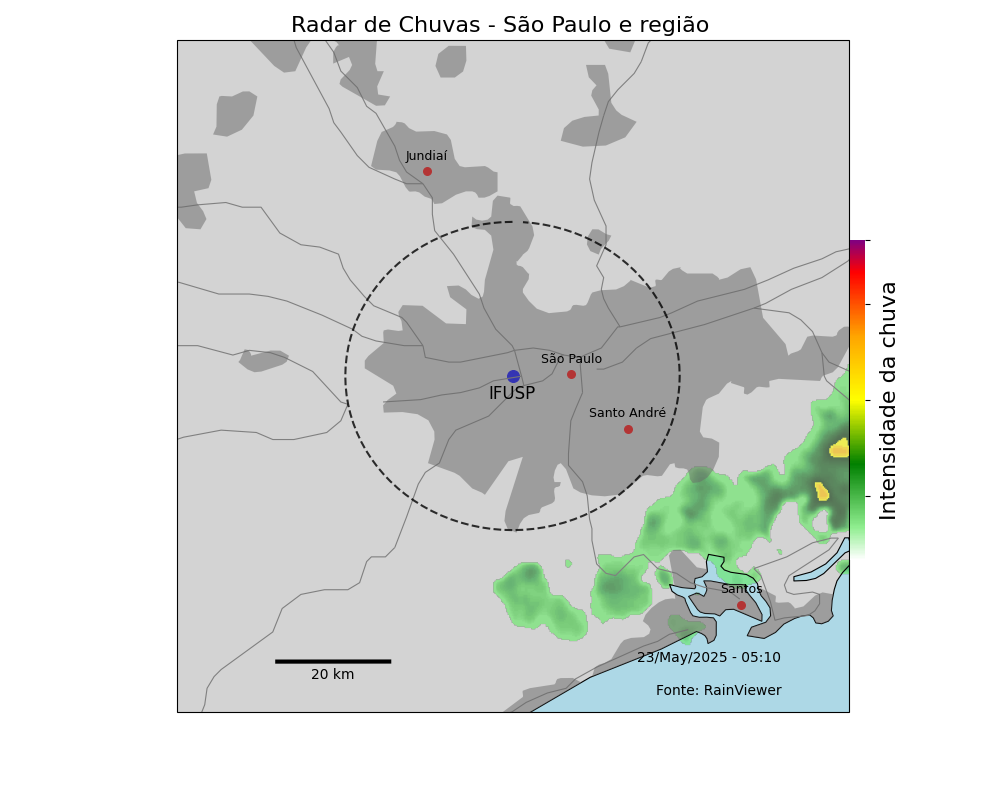 Radar de Chuvas - São Paulo e região
Jundiaí
São Paulo
IFUSP
Santo André
Intensidade da chuva
Santos
23/May/2025 - 05:10
20 km
Fonte: RainViewer